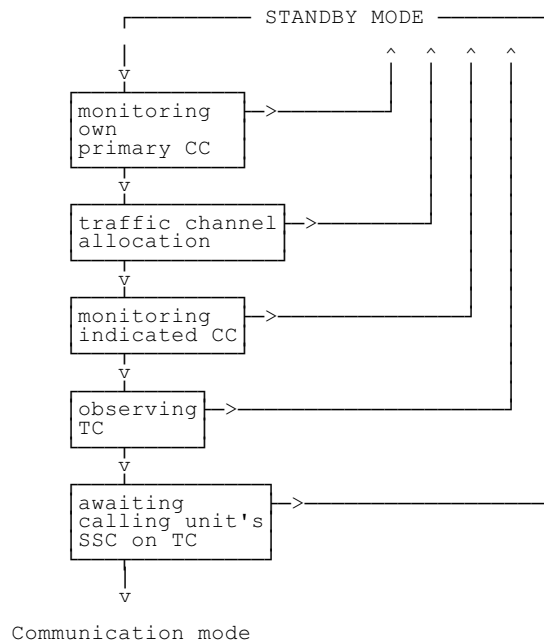 STANDBY MODE
monitoring
own
primary CC
traffic channel
allocation
monitoring
indicated CC
observing
TC
awaiting
calling unit's
SSC on TC
Communication mode